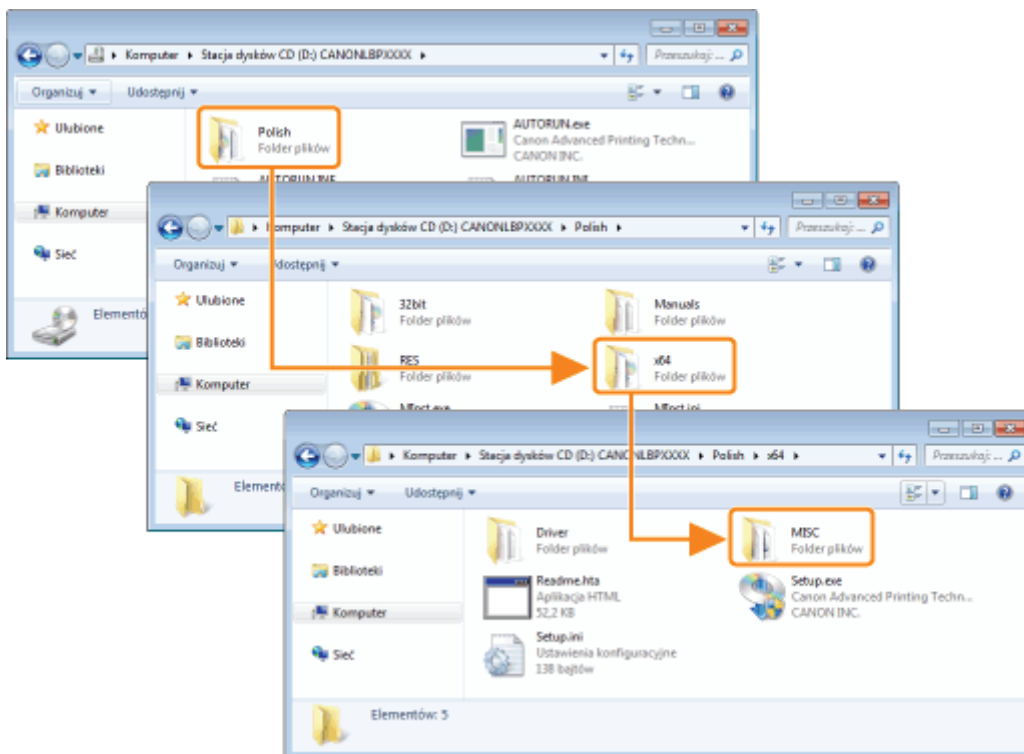 Komputer Stacja dysków CD (D:) CANONLBPXXXX
Przeszukaj: ...
Organizuj Udostępnij
Ulubione
Biblioteki
Komputer
Sieć
Polish
Folder plików
AUTORUN.exe
Canon Advanced Printing Techn...
CANON INC.
AUTORUN.INF
Elementó
Komputer Stacja dysków CD (D:) CANONLBPXXXX Polish
Przeszukaj: ...
Organizuj Udostępnij
Ulubione
Biblioteki
Komputer
Sieć
32bit
Folder plików
Manuals
Folder plików
RES
Folder plików
x64
Folder plików
Elementó
Komputer Stacja dysków CD (D:) CANONLBPXXXX Polish x64
Przeszukaj: ...
Organizuj Udostępnij
Ulubione
Biblioteki
Komputer
Sieć
Driver
Folder plików
MISC
Folder plików
Readme.hta
Aplikacja HTML
52,2 KB
Setup.exe
Canon Advanced Printing Techn...
CANON INC.
Setup.ini
Ustawienia konfiguracyjne
138 bajtów
Elementów: 5